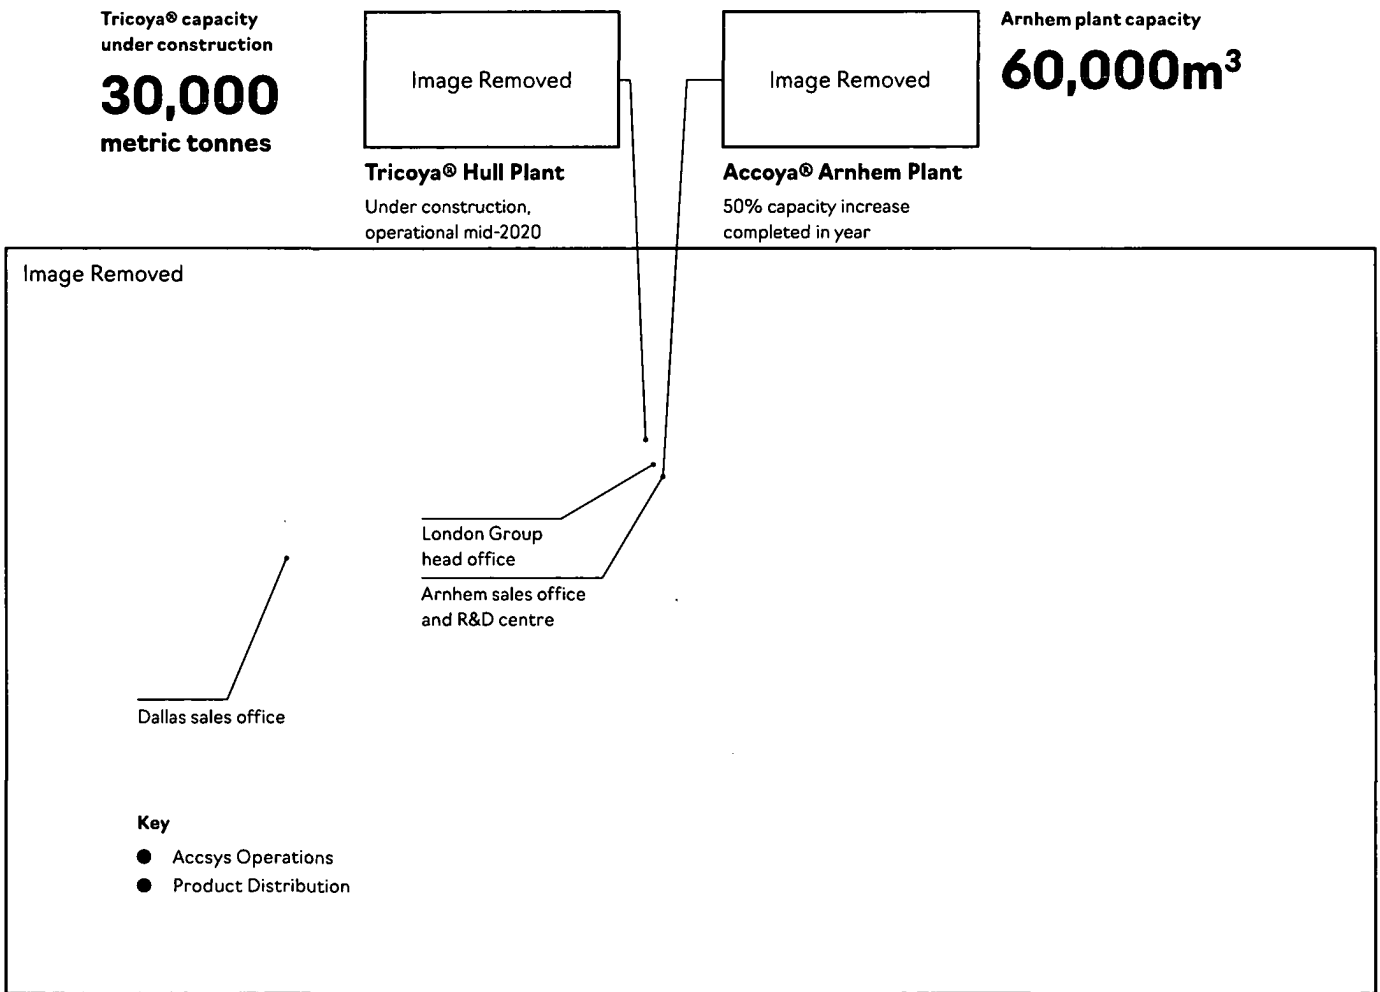 Tricoya® capacity
under construction
30,000
metric tonnes
Image Removed
Tricoya® Hull Plant
Under construction,
operational mid-2020
Image Removed
Accoya® Arnhem Plant
50% capacity increase
completed in year
Arnhem plant capacity
60,000m³
Image Removed
London Group
head office
Arnhem sales office
and R&D centre
Dallas sales office
Key
Accsys Operations
Product Distribution